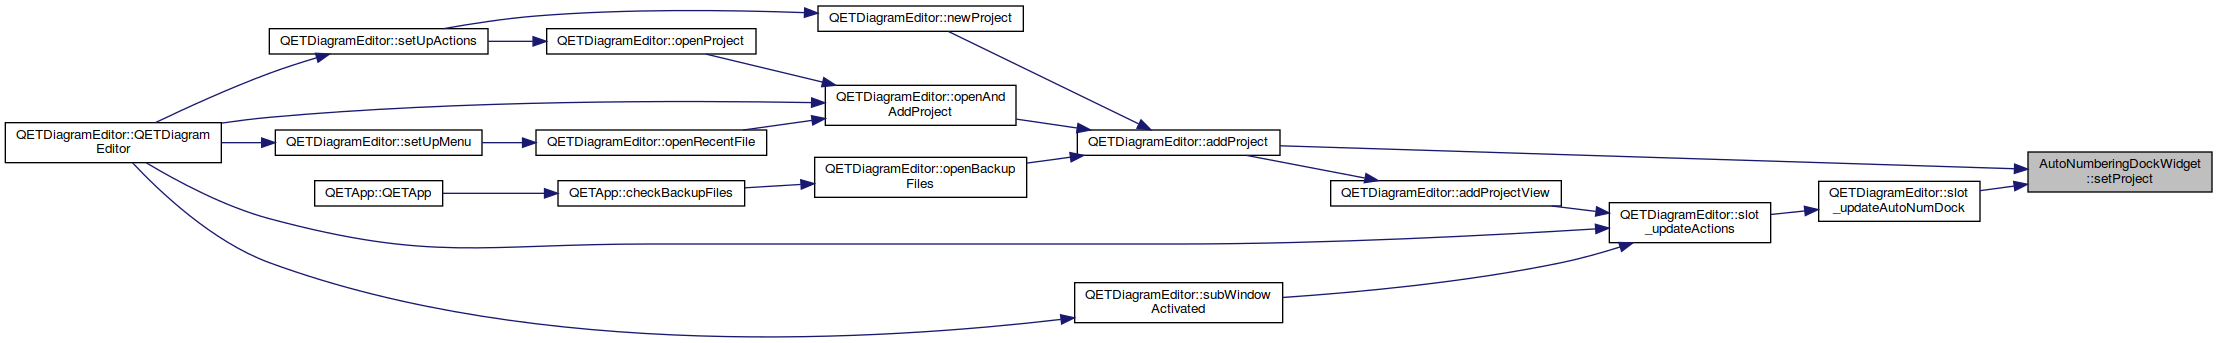 QETDiagramEditor::newProject
QETDiagramEditor::setUpActions
QETDiagramEditor::openProject
QETDiagramEditor::openAnd
AddProject
QETDiagramEditor::QETDiagram
Editor
QETDiagramEditor::setUpMenu
QETDiagramEditor::openRecentFile
QETDiagramEditor::addProject
QETDiagramEditor::openBackup
Files
AutoNumberingDockWidget
::setProject
QETApp::QETApp
QETApp::checkBackupFiles
QETDiagramEditor::addProjectView
QETDiagramEditor::slot
_updateAutoNumDock
QETDiagramEditor::slot
_updateActions
QETDiagramEditor::subWindow
Activated